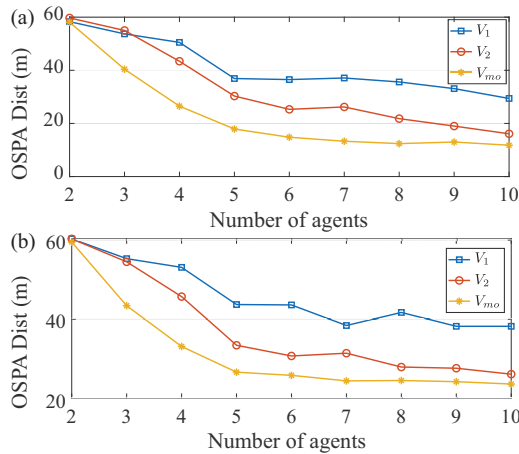 (a)
OSPA Dist (m)
60
40
20
0
V1
V2
Vmo
2 3 4 5 6 7 8 9 10
Number of agents
(b)
OSPA Dist (m)
60
40
20
V1
V2
Vmo
2 3 4 5 6 7 8 9 10
Number of agents